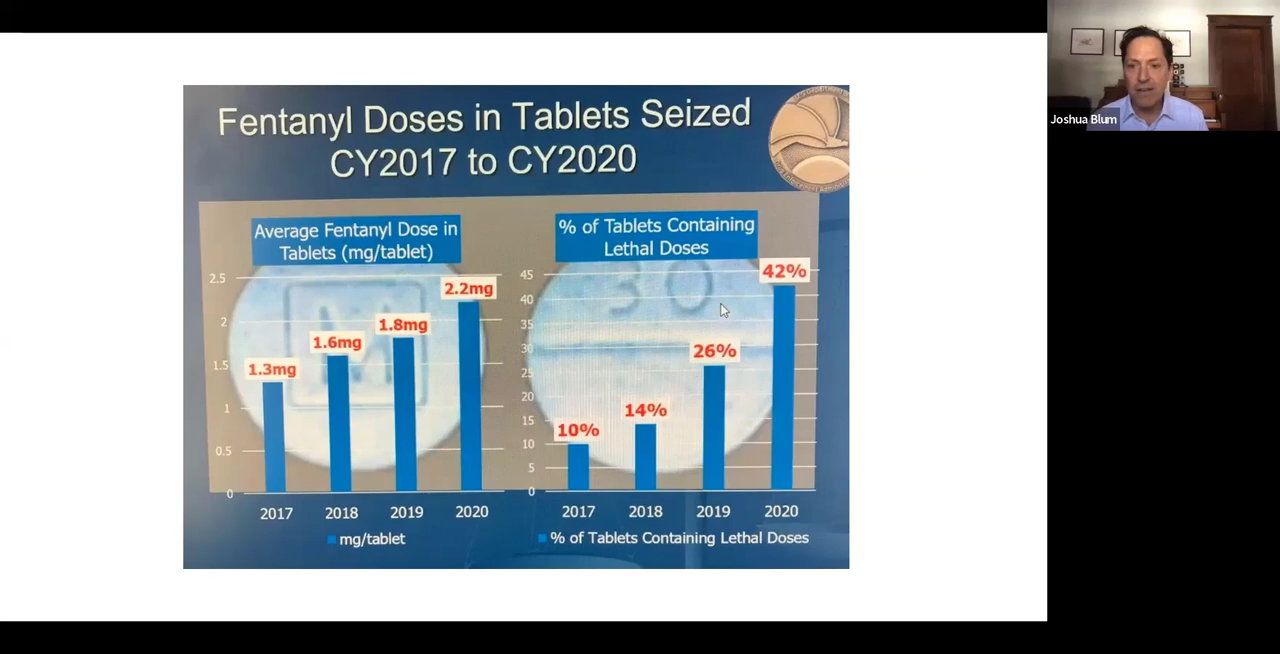 Fentanyl Doses in Tablets Seized
CY2017 to CY2020
Average Fentanyl Dose in
Tablets (mg/tablet)
2.5
2
1.5
1
0.5
0
1.3mg
1.6mg
1.8mg
2.2mg
2017
2018
2019
2020
mg/tablet
% of Tablets Containing
Lethal Doses
45
40
35
30
25
20
15
10
5
0
10%
14%
26%
42%
30
2017
2018
2019
2020
% of Tablets Containing Lethal Doses
M
Joshua Blum